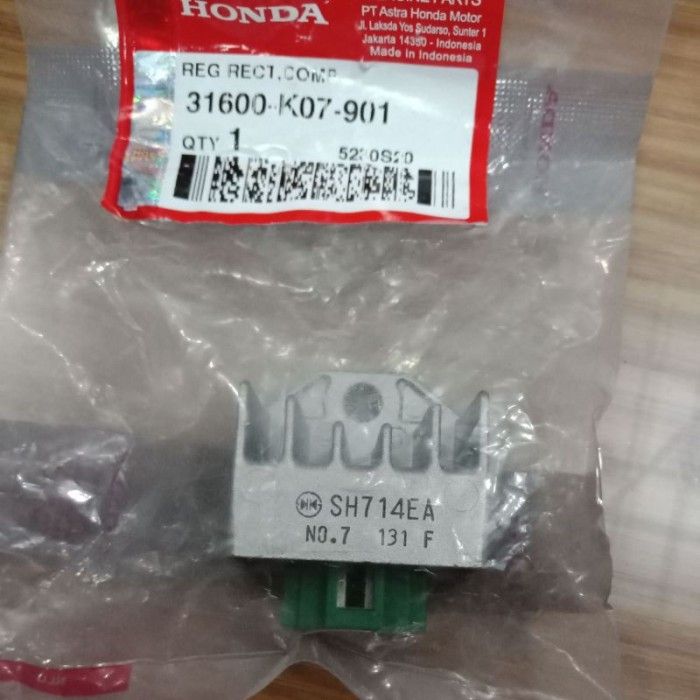 HONDA
PT Astra Honda Motor
Jl. Laksda Yos Sudarso, Sunter 1
Jakarta 14350 - Indonesia
Made in Indonesia
REG RECT,COMP
31600-K07-901
QTY 1
HONDA
SH714EA
NO.7 131 F